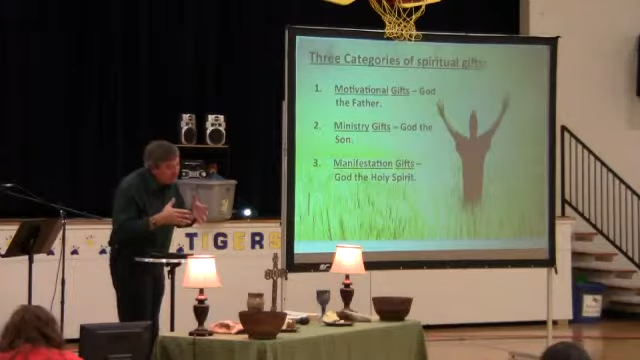 Three Categories of spiritual gifts:
1. Motivational Gifts – God
the Father.
2. Ministry Gifts – God the
Son.
3. Manifestation Gifts –
God the Holy Spirit.
TIGERS